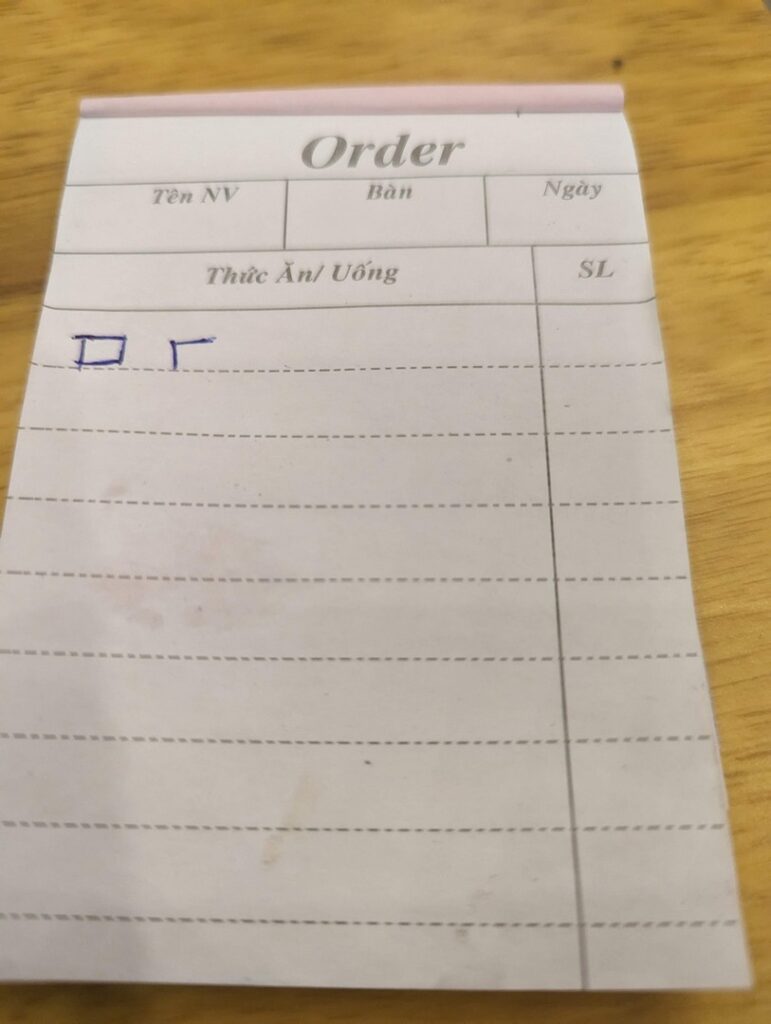 Order
Tên NV Bàn Ngày
Thức Ăn/ Uống SL